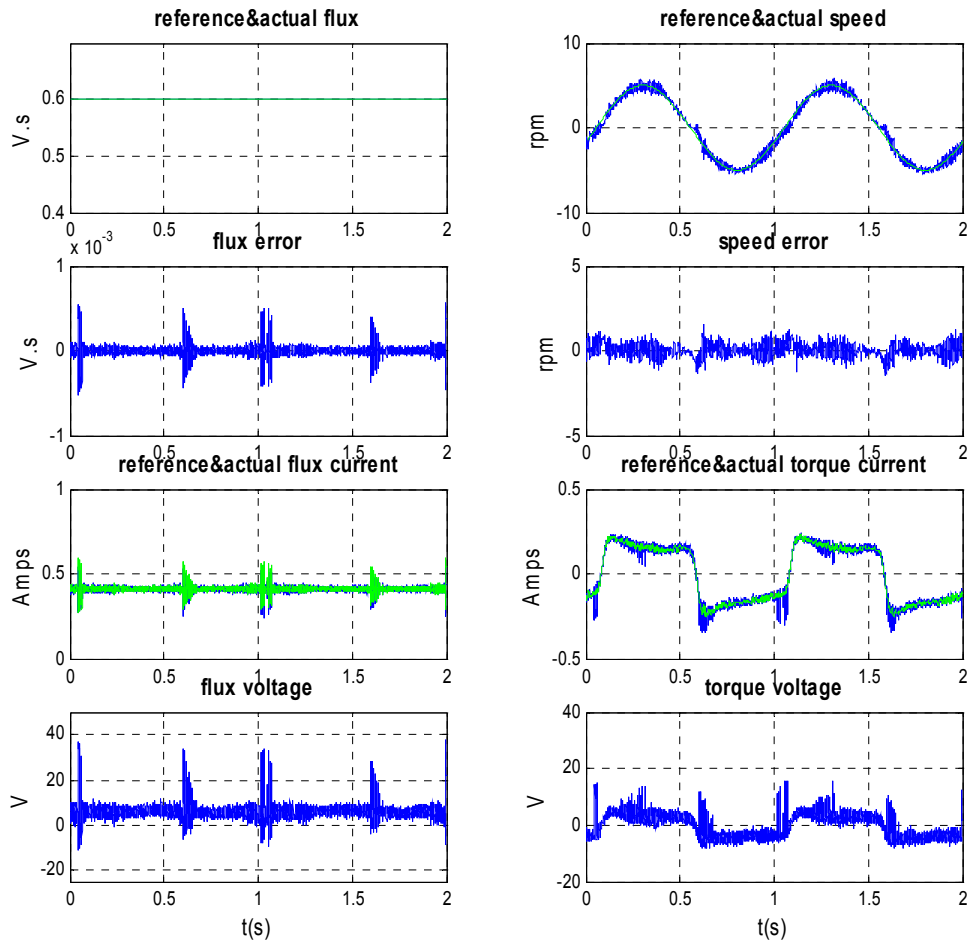 reference&actual flux
V.s
0.6
0.5
0.4
0 0.5 1 1.5 2
reference&actual speed
rpm
10
0
-10
0 0.5 1 1.5 2
x 10^-3
flux error
V.s
1
0
-1
0 0.5 1 1.5 2
speed error
rpm
5
0
-5
0 0.5 1 1.5 2
reference&actual flux current
Amps
1
0.5
0
0 0.5 1 1.5 2
reference&actual torque current
Amps
0.5
0
-0.5
0 0.5 1 1.5 2
flux voltage
V
40
20
0
-20
0 0.5 1 1.5 2
t(s)
torque voltage
V
40
20
0
-20
0 0.5 1 1.5 2
t(s)